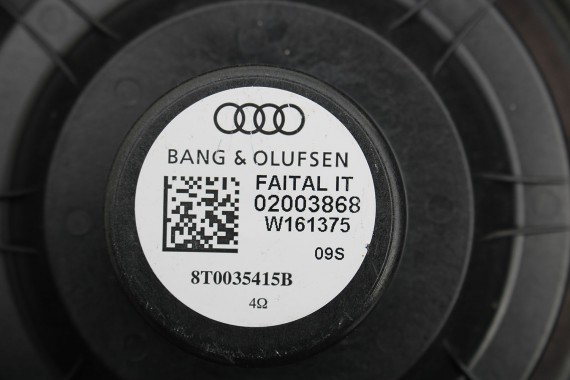 BANG & OLUFSEN
FAITAL IT
02003868
W161375
09S
8T0035415B
4Ω